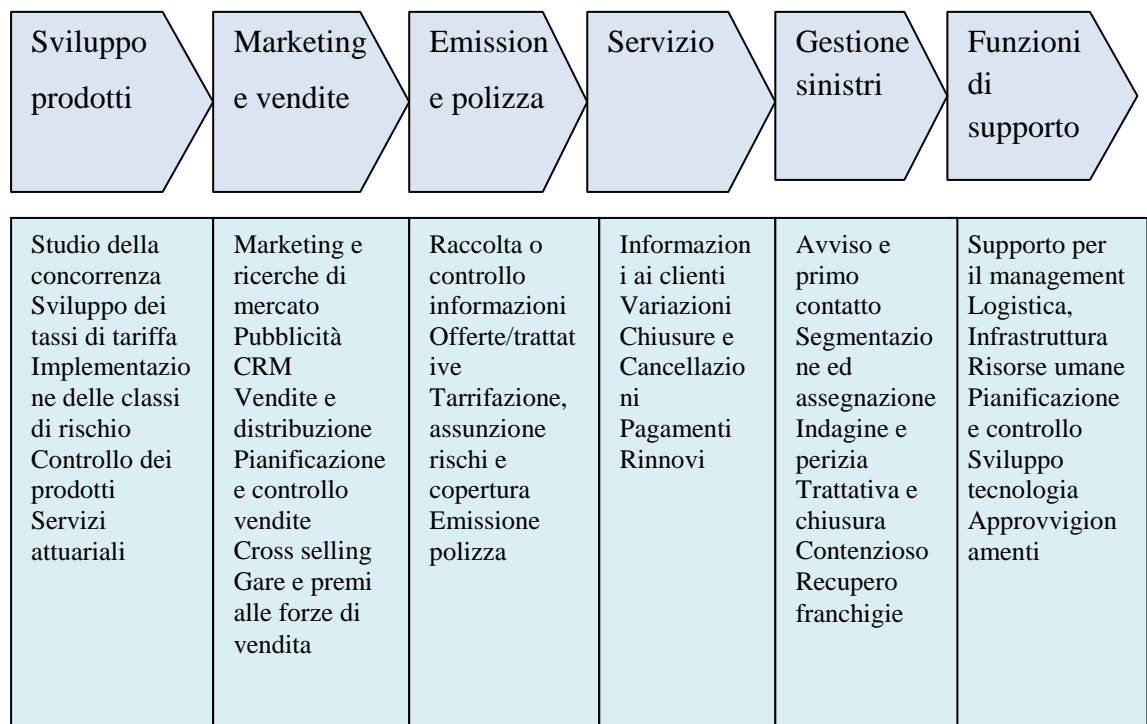 Sviluppo
prodotti
Marketing
e vendite
Emission
e polizza
Servizio
Gestione
sinistri
Funzioni
di
supporto
Studio della
concorrenza
Sviluppo dei
tassi di tariffa
Implementazio
ne delle classi
di rischio
Controllo dei
prodotti
Servizi
attuariali
Marketing e
ricerche di
mercato
Pubblicità
CRM
Vendite e
distribuzione
Pianificazione
e controllo
vendite
Cross selling
Gare e premi
alle forze di
vendita
Raccolta o
controllo
informazioni
Offerte/trattat
ive
Tarrifazione,
assunzione
rischi e
copertura
Emissione
polizza
Informazion
i ai clienti
Variazioni
Chiusure e
Cancellazio
ni
Pagamenti
Rinnovi
Avviso e
primo
contatto
Segmentazio
ne ed
assegnazione
Indagine e
perizia
Trattativa e
chiusura
Contenzioso
Recupero
franchigie
Supporto per
il management
Logistica,
Infrastruttura
Risorse umane
Pianificazione
e controllo
Sviluppo
tecnologia
Approvvigion
amenti